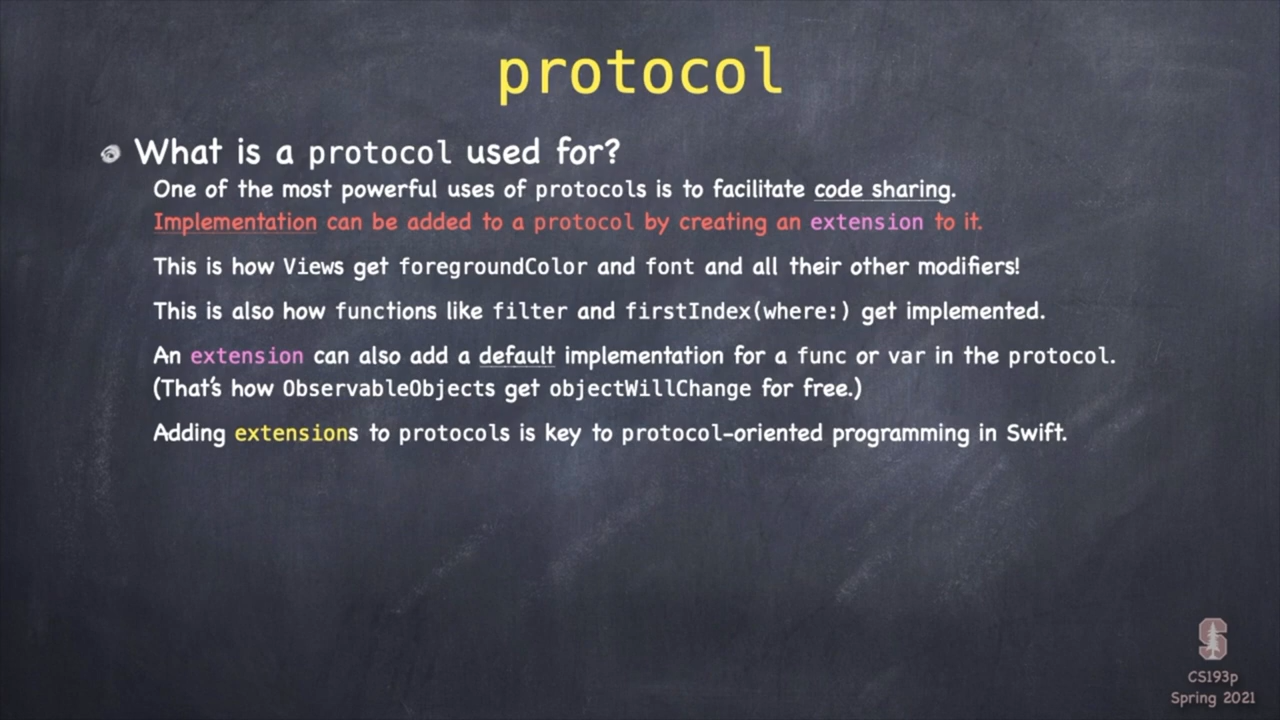 protocol
What is a protocol used for?
One of the most powerful uses of protocols is to facilitate code sharing.
Implementation can be added to a protocol by creating an extension to it.
This is how Views get foregroundColor and font and all their other modifiers!
This is also how functions like filter and firstIndex(where:) get implemented.
An extension can also add a default implementation for a func or var in the protocol.
(That's how ObservableObjects get objectWillChange for free.)
Adding extensions to protocols is key to protocol-oriented programming in Swift.
S
CS193p
Spring 2021